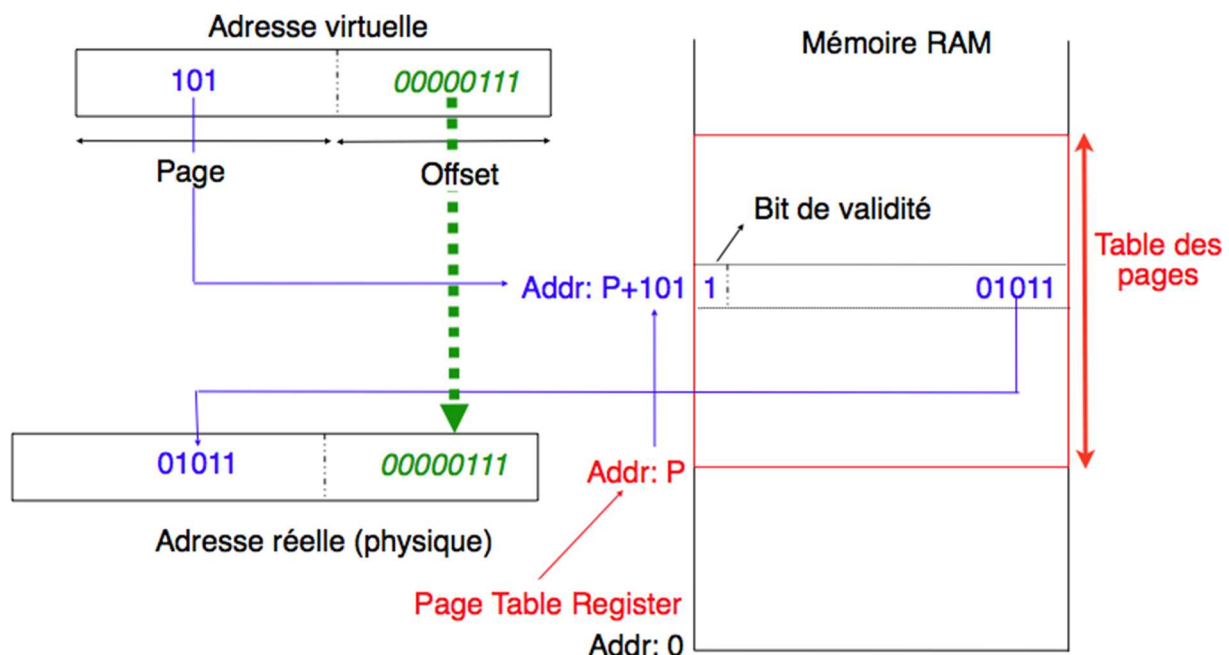 Adresse virtuelle
Mémoire RAM
101
00000111
Page
Offset
Bit de validité
Table des
pages
Addr: P+101
1
01011
01011
00000111
Addr: P
Adresse réelle (physique)
Page Table Register
Addr: 0